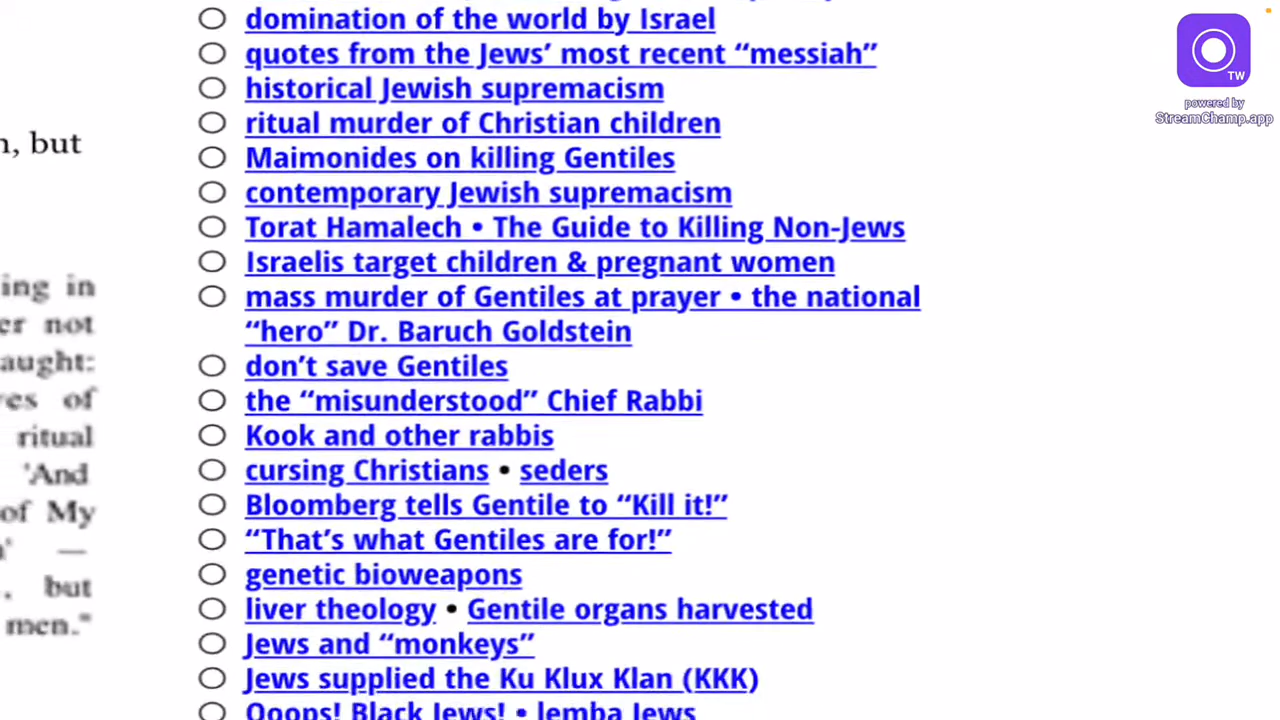 domination of the world by Israel
quotes from the Jews’ most recent “messiah”
historical Jewish supremacism
ritual murder of Christian children
Maimonides on killing Gentiles
contemporary Jewish supremacism
Torat Hamalech • The Guide to Killing Non-Jews
Israelis target children & pregnant women
mass murder of Gentiles at prayer • the national
“hero” Dr. Baruch Goldstein
don’t save Gentiles
the “misunderstood” Chief Rabbi
Kook and other rabbis
cursing Christians • seders
Bloomberg tells Gentile to “Kill it!”
“That’s what Gentiles are for!”
genetic bioweapons
liver theology • Gentile organs harvested
Jews and “monkeys”
Jews supplied the Ku Klux Klan (KKK)
Ooops! Black Jews! • lemba Jews
, but
ing in
not
aught:
of
ritual
'And
of My
—
, but
men."
TW
powered by
StreamChamp.app